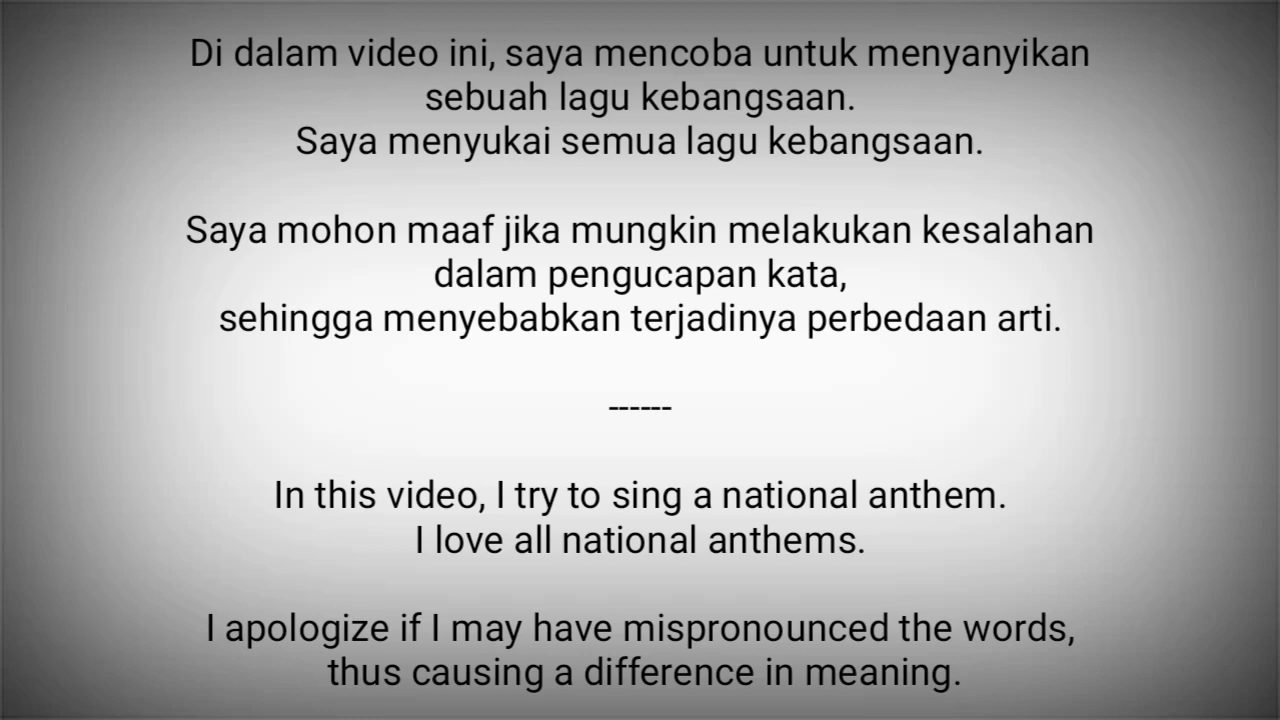 Di dalam video ini, saya mencoba untuk menyanyikan
sebuah lagu kebangsaan.
Saya menyukai semua lagu kebangsaan.
Saya mohon maaf jika mungkin melakukan kesalahan
dalam pengucapan kata,
sehingga menyebabkan terjadinya perbedaan arti.
------
In this video, I try to sing a national anthem.
I love all national anthems.
I apologize if I may have mispronounced the words,
thus causing a difference in meaning.